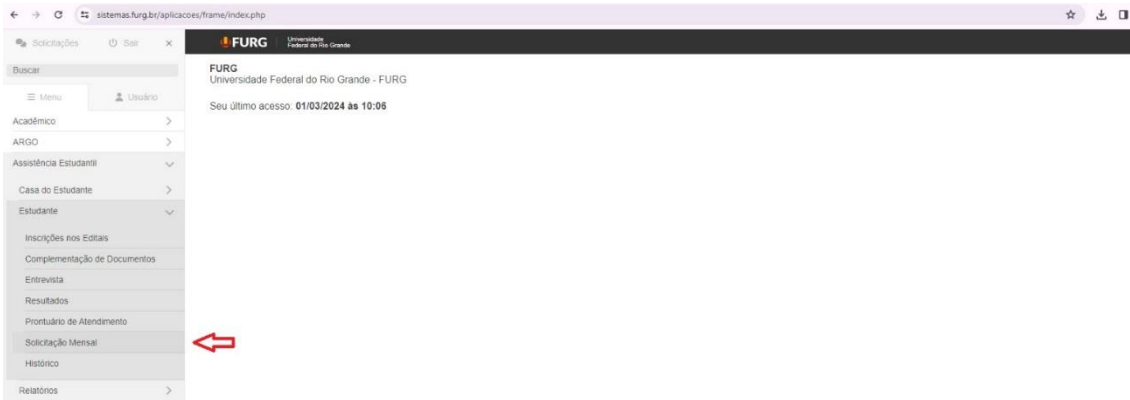 sistemas.furg.br/aplicacoes/frame/index.php
Solicitações Sair
FURG Universidade Federal do Rio Grande
Buscar
FURG
Universidade Federal do Rio Grande - FURG
Menu Usuário
Seu último acesso: 01/03/2024 às 10:06
Acadêmico
ARGO
Assistência Estudantil
Casa do Estudante
Estudante
Inscrições nos Editais
Complementação de Documentos
Entrevista
Resultados
Prontuário de Atendimento
Solicitação Mensal
Histórico
Relatórios